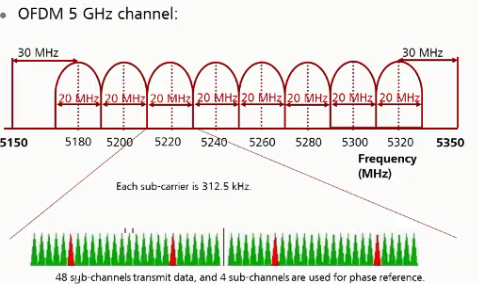 • OFDM 5 GHz channel:
30 MHz 30 MHz
20 MHz 20 MHz 20 MHz 20 MHz 20 MHz 20 MHz 20 MHz 20 MHz
5150 5180 5200 5220 5240 5260 5280 5300 5320 5350
Frequency
(MHz)
Each sub-carrier is 312.5 kHz.
48 sub-channels transmit data, and 4 sub-channels are used for phase reference.